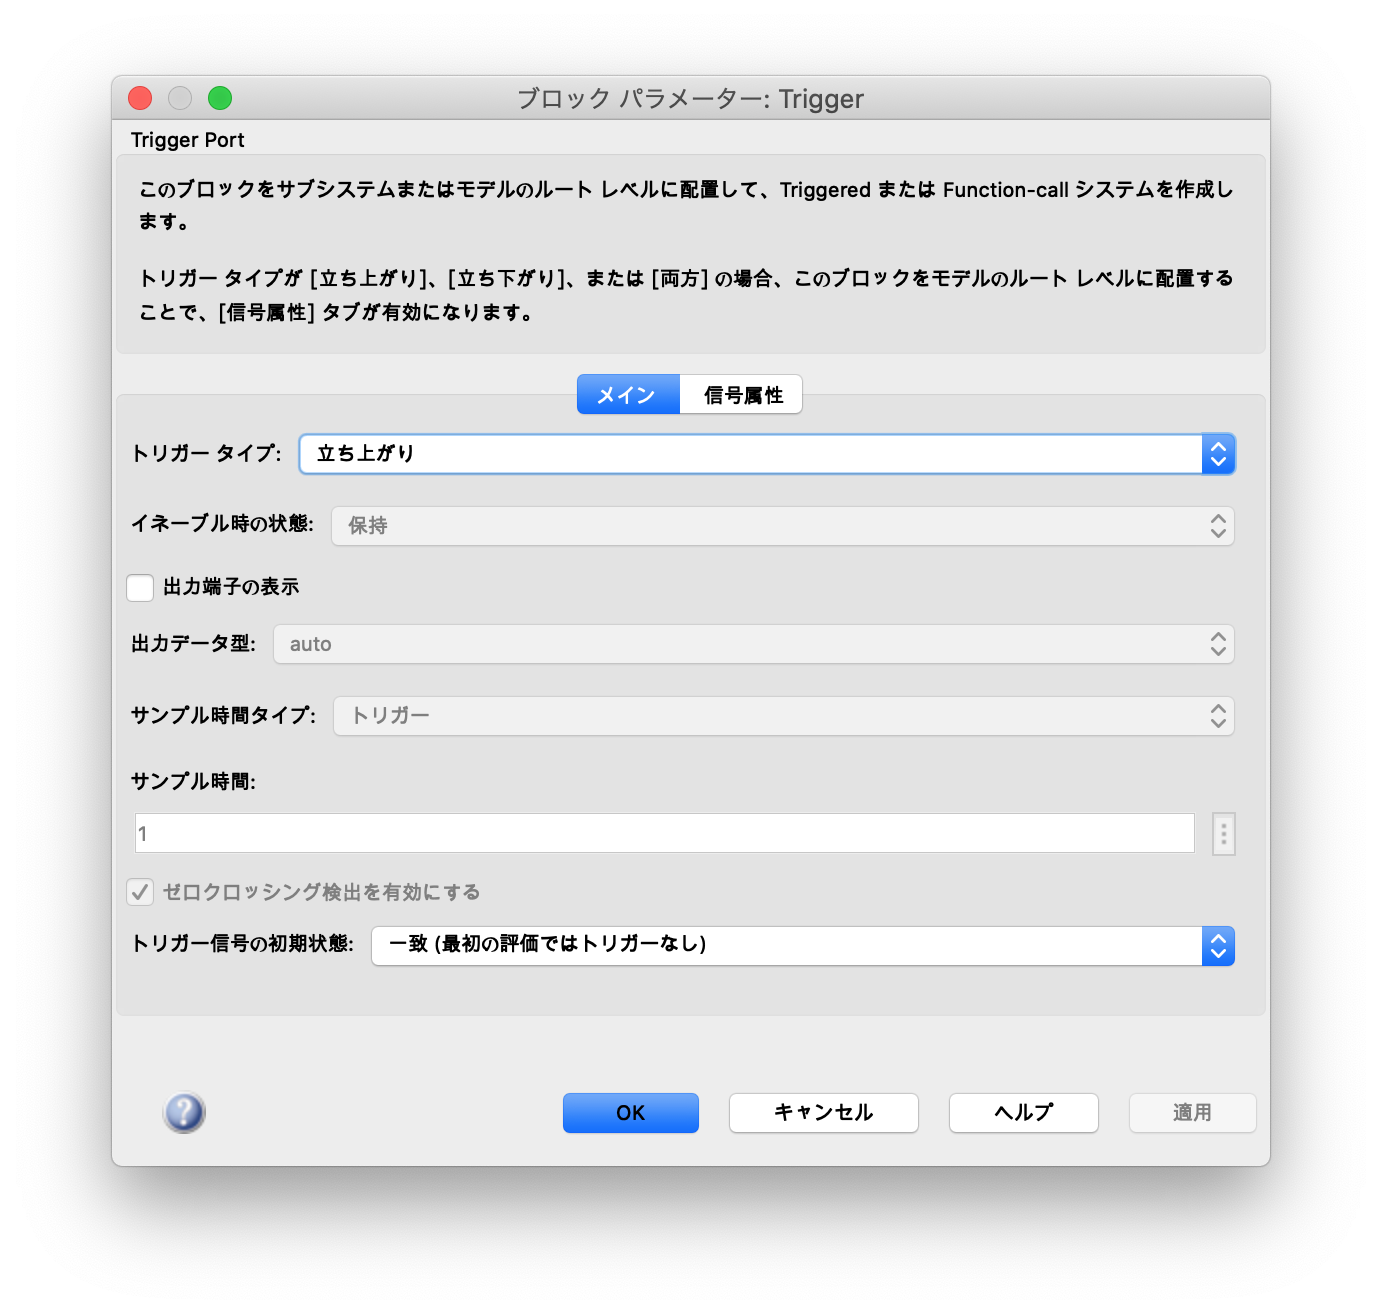 ブロック パラメーター: Trigger
Trigger Port
このブロックをサブシステムまたはモデルのルート レベルに配置して、Triggered または Function-call システムを作成し
ます。
トリガー タイプが [立ち上がり]、[立ち下がり]、または [両方] の場合、このブロックをモデルのルート レベルに配置する
ことで、[信号属性] タブが有効になります。
メイン 信号属性
トリガー タイプ: 立ち上がり
イネーブル時の状態: 保持
出力端子の表示
出力データ型: auto
サンプル時間タイプ: トリガー
サンプル時間:
1
ゼロクロッシング検出を有効にする
トリガー信号の初期状態: 一致 (最初の評価ではトリガーなし)
? OK キャンセル ヘルプ 適用